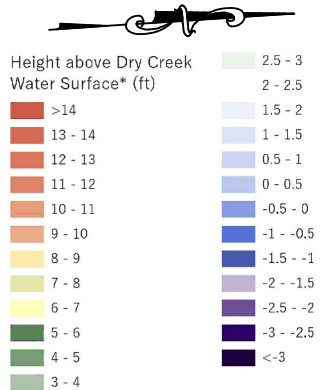 Height above Dry Creek
Water Surface* (ft)
>14
13 - 14
12 - 13
11 - 12
10 - 11
9 - 10
8 - 9
7 - 8
6 - 7
5 - 6
4 - 5
3 - 4
2.5 - 3
2 - 2.5
1.5 - 2
1 - 1.5
0.5 - 1
0 - 0.5
-0.5 - 0
-1 - -0.5
-1.5 - -1
-2 - -1.5
-2.5 - -2
-3 - -2.5
<-3